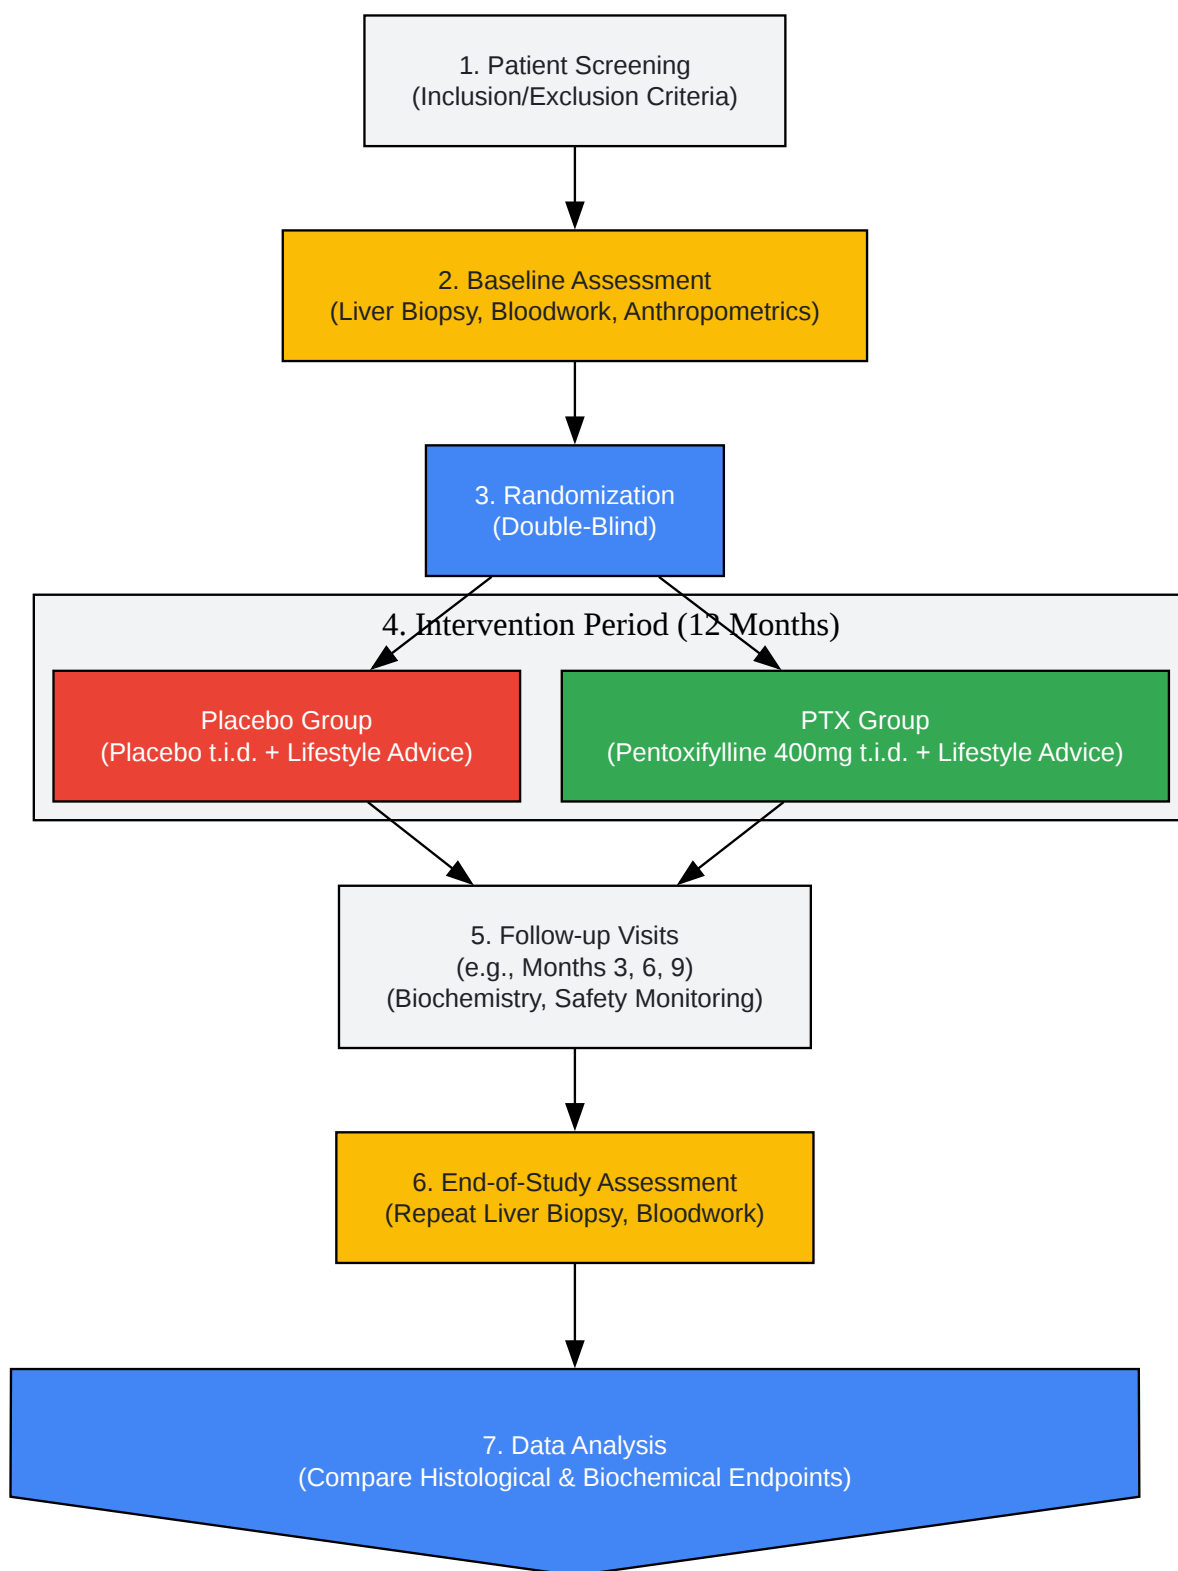 1. Patient Screening
(Inclusion/Exclusion Criteria)
2. Baseline Assessment
(Liver Biopsy, Bloodwork, Anthropometrics)
3. Randomization
(Double-Blind)
4. Intervention Period (12 Months)
Placebo Group
(Placebo t.i.d. + Lifestyle Advice)
PTX Group
(Pentoxifylline 400mg t.i.d. + Lifestyle Advice)
5. Follow-up Visits
(e.g., Months 3, 6, 9)
(Biochemistry, Safety Monitoring)
6. End-of-Study Assessment
(Repeat Liver Biopsy, Bloodwork)
7. Data Analysis
(Compare Histological & Biochemical Endpoints)